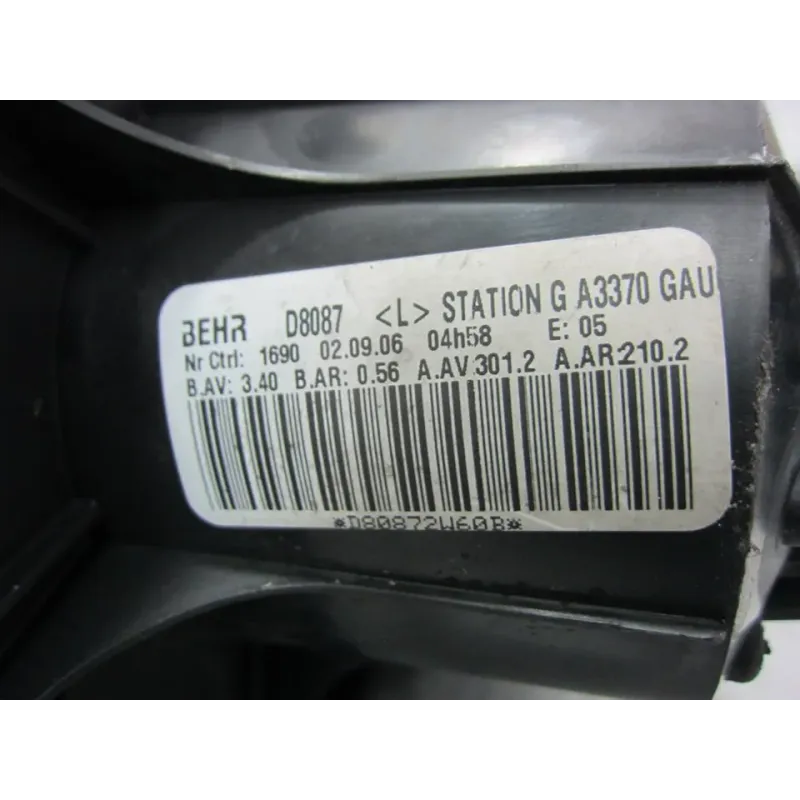 BEHR D8087 <L> STATION G A3370 GAU
Nr Ctrl: 1690 02.09.06 04h58 E: 05
B.AV: 3.40 B.AR: 0.56 A.AV:301.2 A.AR:210.2
*D80872W60B*